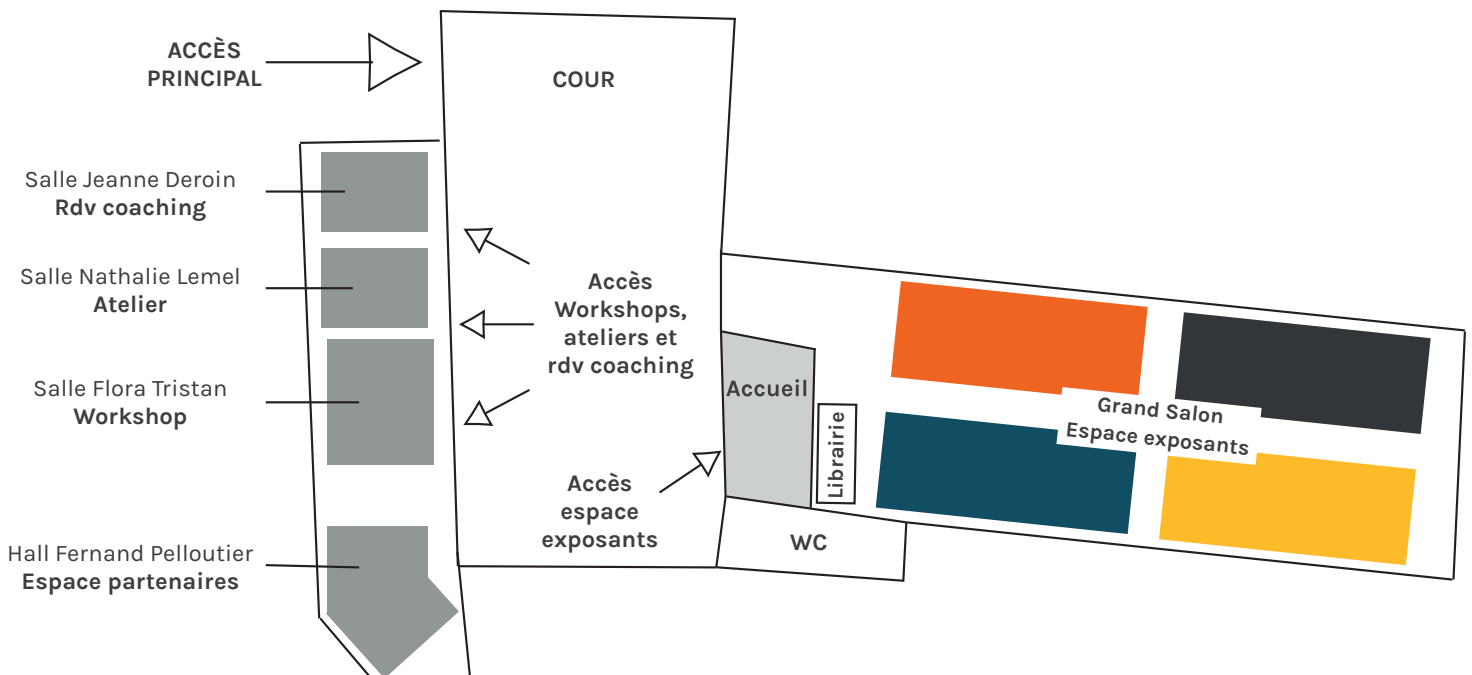 ACCÈS
PRINCIPAL
COUR
Salle Jeanne Deroin
Rdv coaching
Salle Nathalie Lemel
Atelier
Salle Flora Tristan
Workshop
Hall Fernand Pelloutier
Espace partenaires
Accès
Workshops,
ateliers et
rdv coaching
Accès
espace
exposants
Accueil
Librairie
WC
Grand Salon
Espace exposants